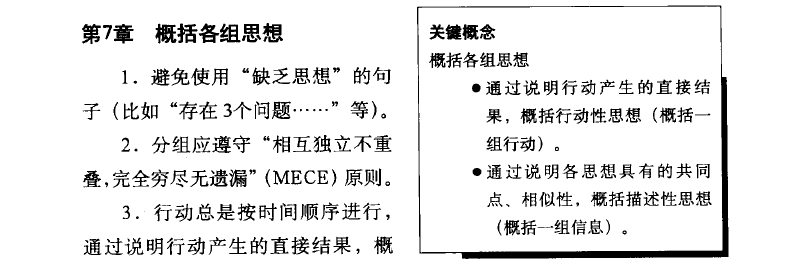 第7章　概括各组思想
1．避免使用“缺乏思想”的句
子（比如“存在3个问题……”等）。
2．分组应遵守“相互独立不重
叠，完全穷尽无遗漏”（MECE）原则。
3．行动总是按时间顺序进行，
通过说明行动产生的直接结果，概
关键概念
概括各组思想
●通过说明行动产生的直接结
果，概括行动性思想（概括一
组行动）。
●通过说明各思想具有的共同
点、相似性，概括描述性思想
（概括一组信息）。